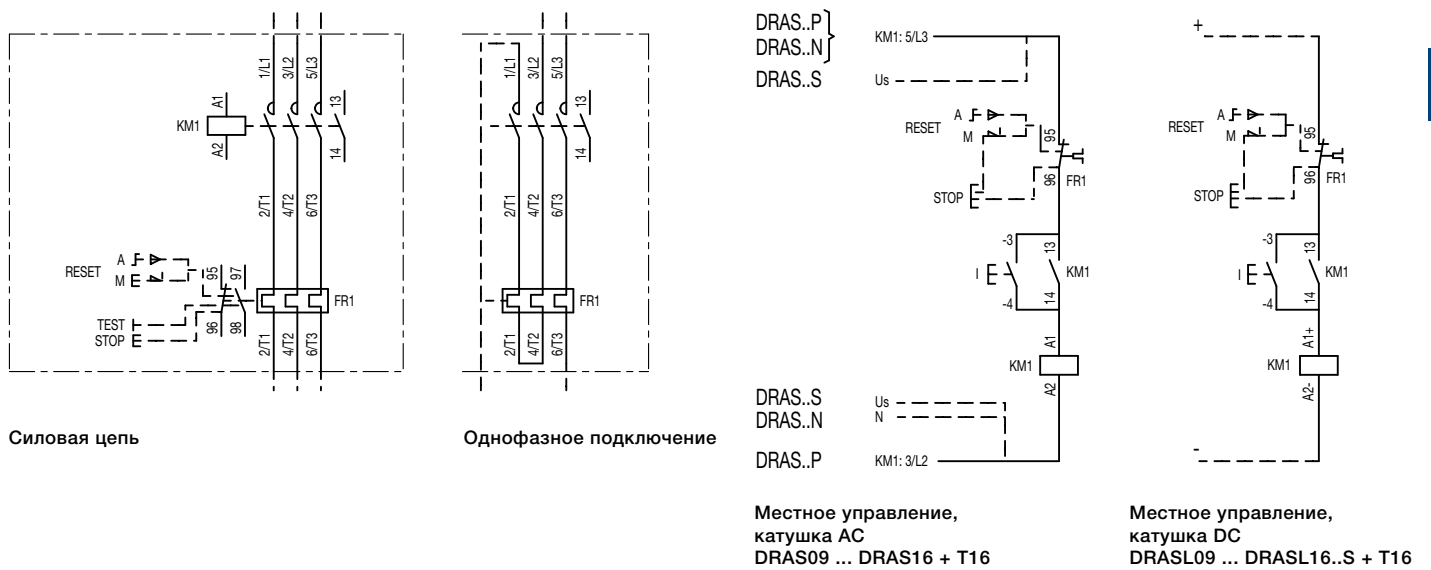 1/L1
3/L2
5/L3
A1
KM1
A2
13
14
2/T1
4/T2
6/T3
A
RESET
M
95
97
FR1
TEST
STOP
96
98
2/T1
4/T2
6/T3
Силовая цепь
1/L1
3/L2
5/L3
13
14
2/T1
4/T2
6/T3
FR1
2/T1
4/T2
6/T3
Однофазное подключение
DRAS..P
DRAS..N
KM1: 5/L3
DRAS..S
Us
A
RESET
M
95
96
FR1
STOP
-3
13
I
KM1
-4
14
A1
KM1
A2
DRAS..S
Us
DRAS..N
N
DRAS..P
KM1: 3/L2
Местное управление,
катушка AC
DRAS09 ... DRAS16 + T16
+
A
RESET
M
95
96
FR1
STOP
-3
13
I
KM1
-4
14
A1+
KM1
A2-
-
Местное управление,
катушка DC
DRASL09 ... DRASL16..S + T16